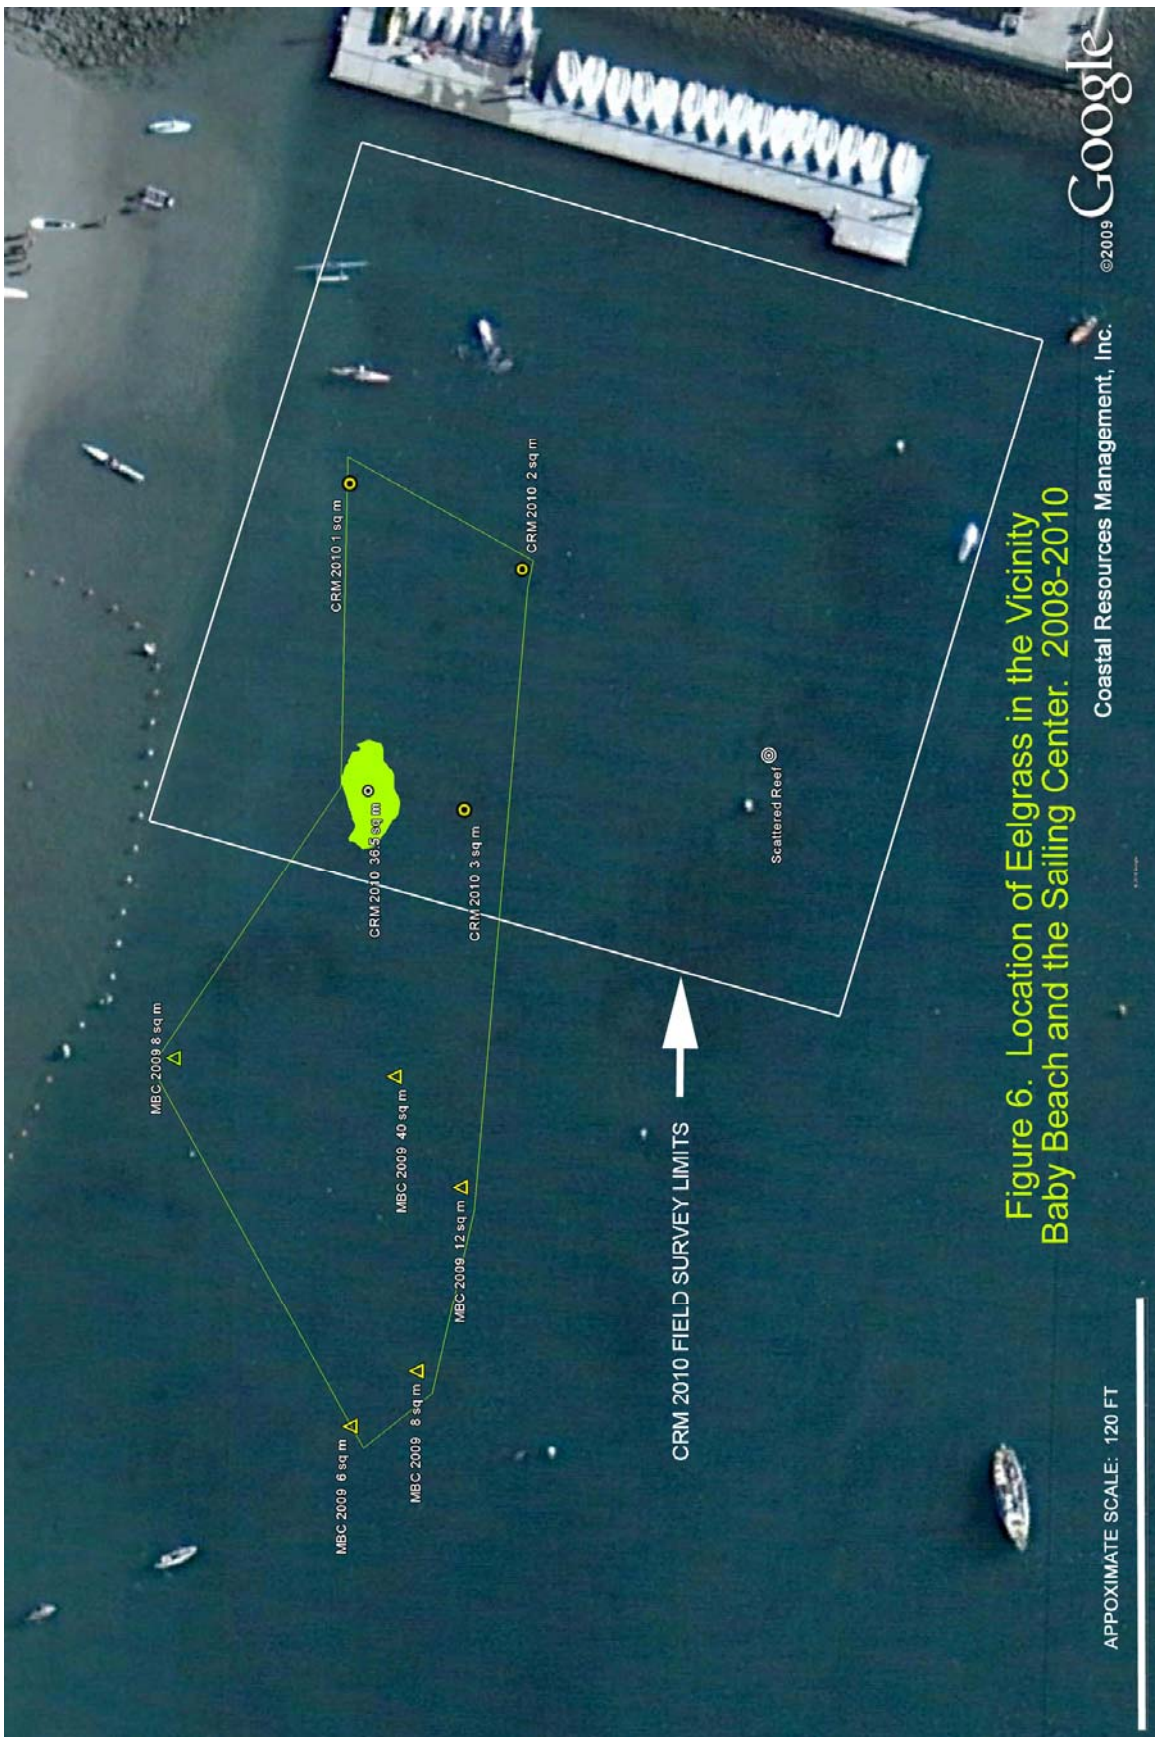 MBC 2009 8 sq m
CRM 2010 1 sq m
MBC 2009 6 sq m
CRM 2010 36.5 sq m
MBC 2009 40 sq m
MBC 2009 8 sq m
MBC 2009 12 sq m
CRM 2010 3 sq m
CRM 2010 2 sq m
CRM 2010 FIELD SURVEY LIMITS
Scattered Reef
Figure 6. Location of Eelgrass in the Vicinity
Baby Beach and the Sailing Center. 2008-2010
APPOXIMATE SCALE: 120 FT
Coastal Resources Management, Inc.
©2009 Google